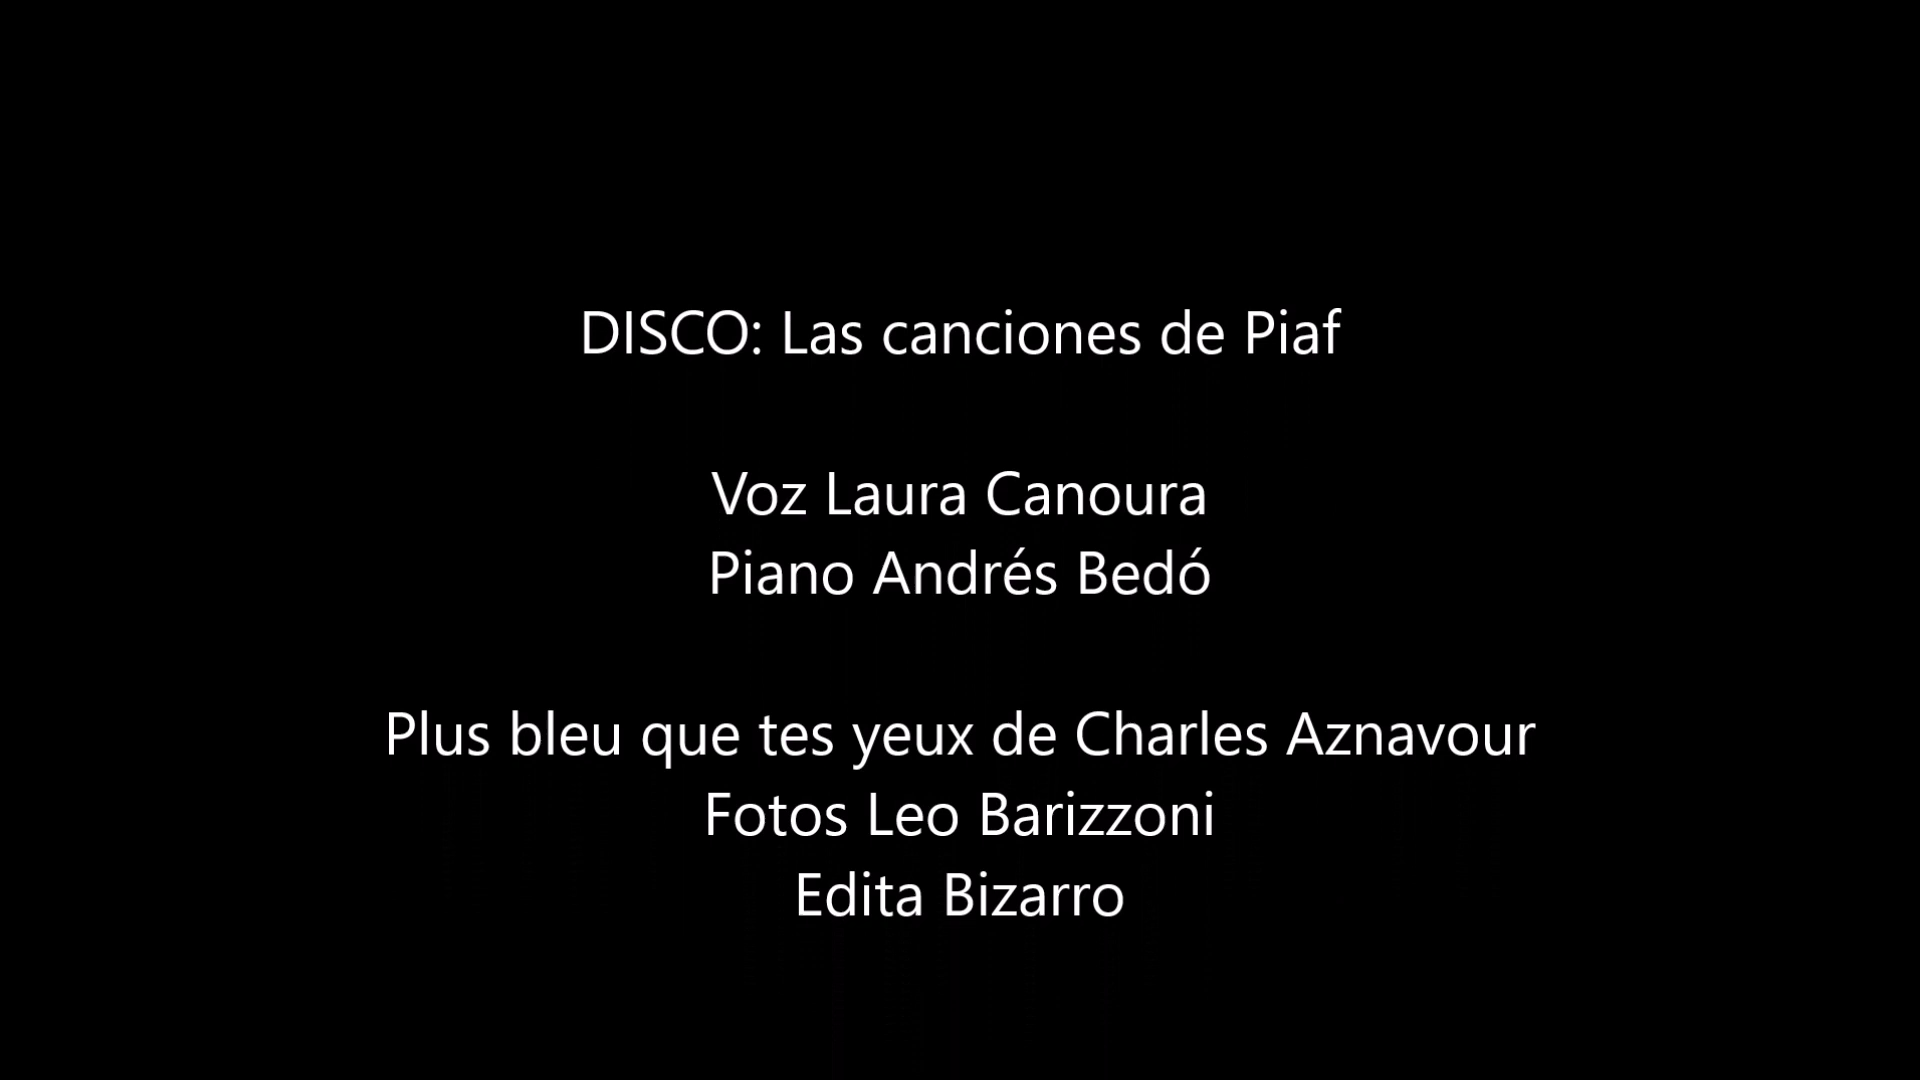 DISCO: Las canciones de Piaf
Voz Laura Canoura
Piano Andrés Bedó
Plus bleu que tes yeux de Charles Aznavour
Fotos Leo Barizzoni
Edita Bizarro